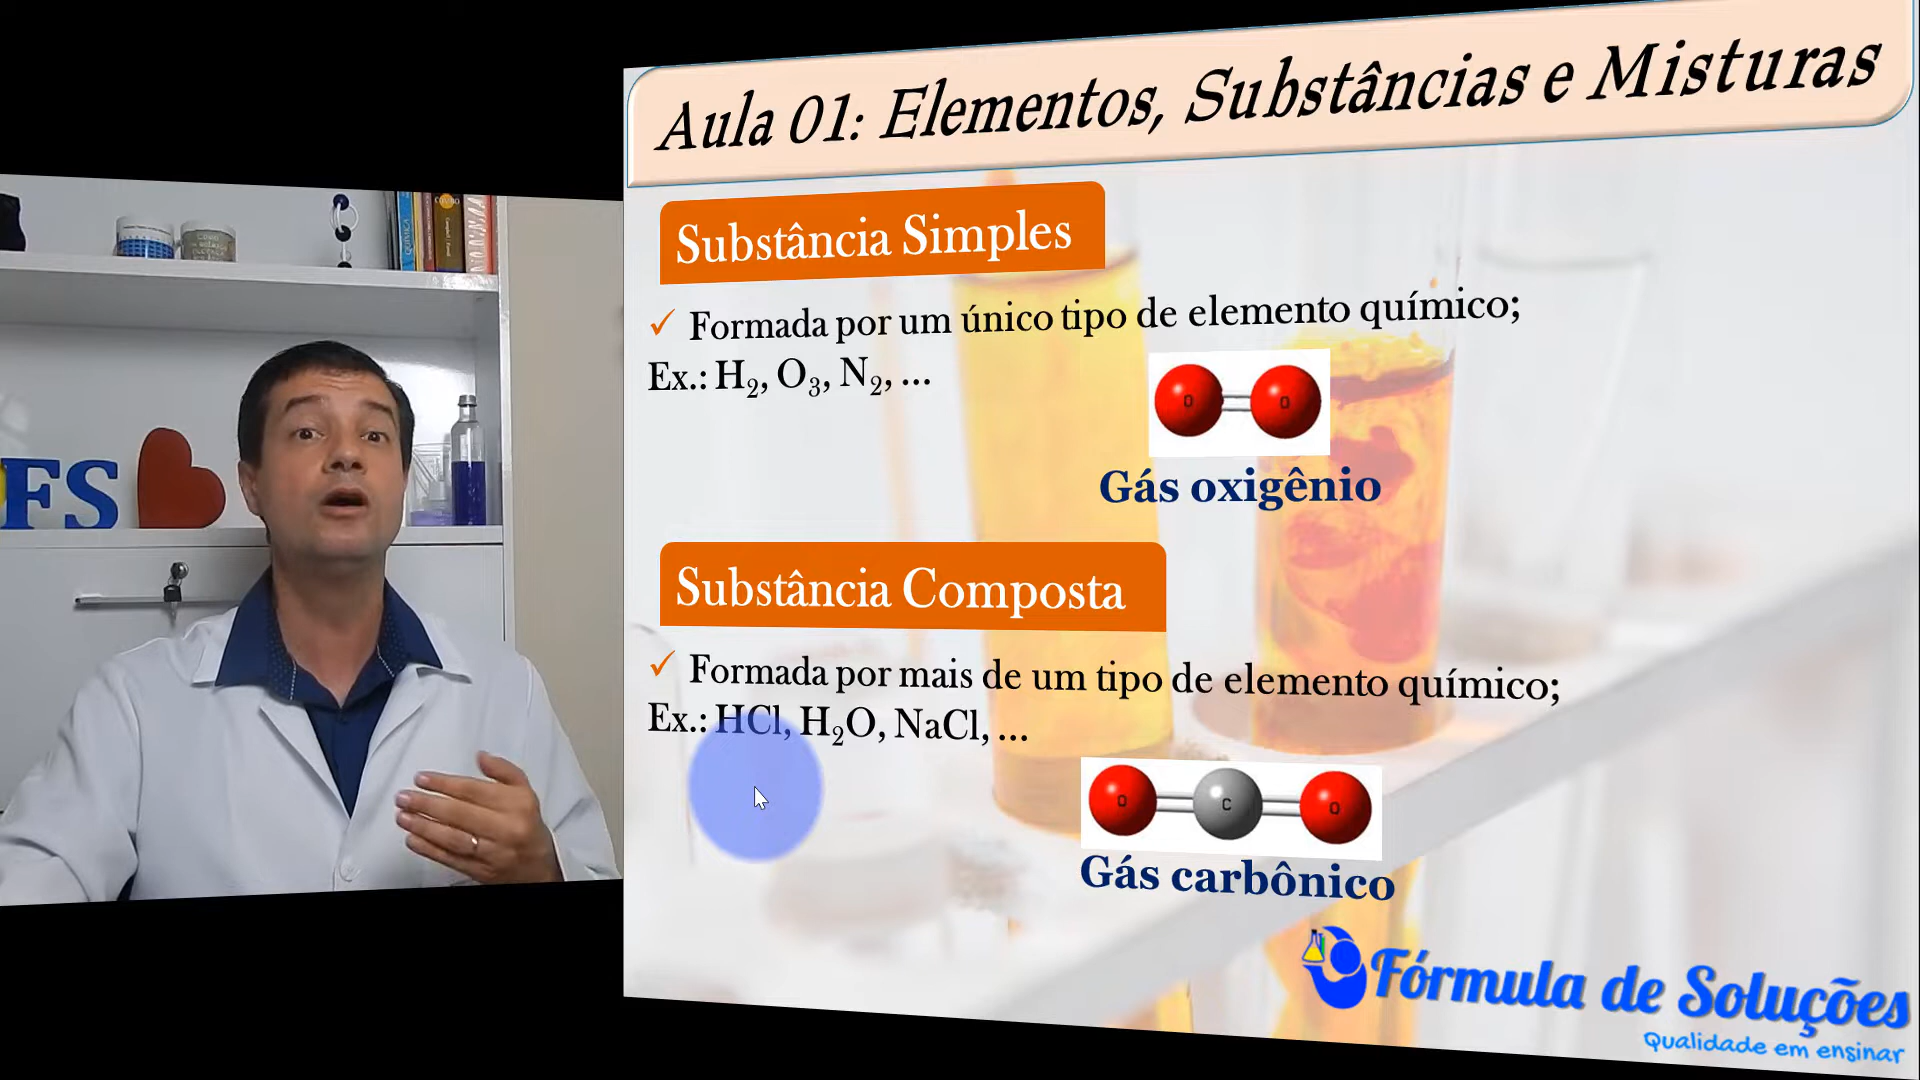 Aula 01: Elementos, Substâncias e Misturas
Substância Simples
✓ Formada por um único tipo de elemento químico;
Ex.: H₂, O₃, N₂, ...
O O
Gás oxigênio
Substância Composta
✓ Formada por mais de um tipo de elemento químico;
Ex.: HCl, H₂O, NaCl, ...
O C O
Gás carbônico
FS
Fórmula de Soluções
Qualidade em ensinar